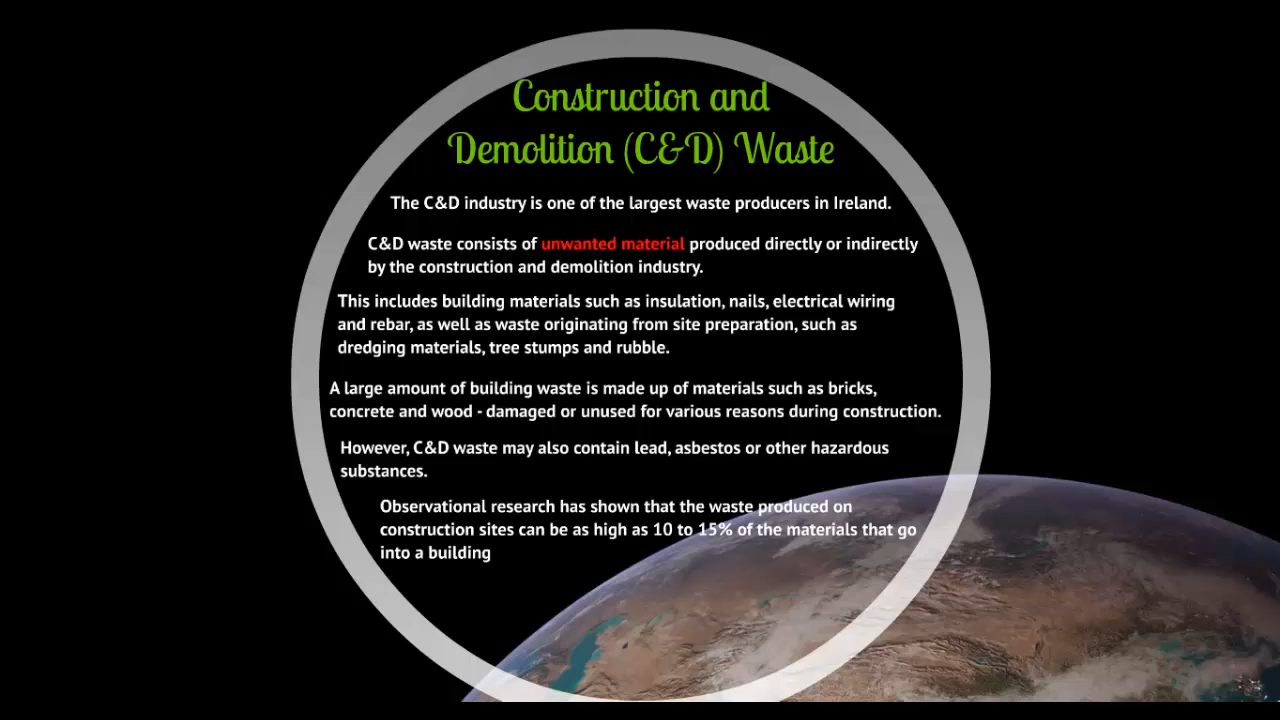 Construction and
Demolition (C&D) Waste
The C&D industry is one of the largest waste producers in Ireland.
C&D waste consists of unwanted material produced directly or indirectly
by the construction and demolition industry.
This includes building materials such as insulation, nails, electrical wiring
and rebar, as well as waste originating from site preparation, such as
dredging materials, tree stumps and rubble.
A large amount of building waste is made up of materials such as bricks,
concrete and wood - damaged or unused for various reasons during construction.
However, C&D waste may also contain lead, asbestos or other hazardous
substances.
Observational research has shown that the waste produced on
construction sites can be as high as 10 to 15% of the materials that go
into a building